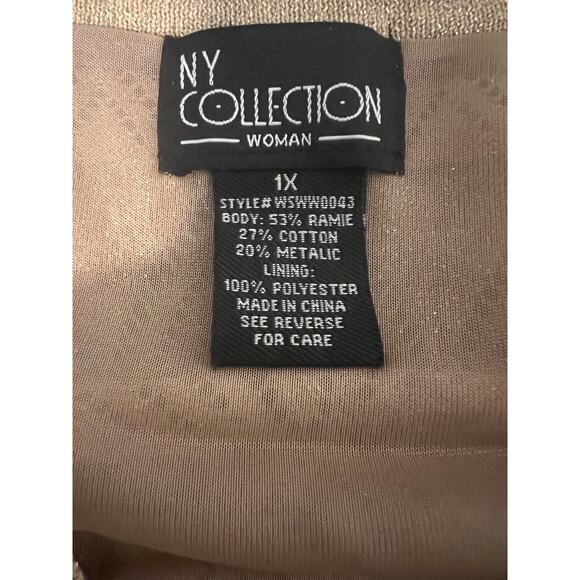 NY
COLLECTION
WOMAN
1X
STYLE# WSWW0043
BODY: 53% RAMIE
27% COTTON
20% METALIC
LINING:
100% POLYESTER
MADE IN CHINA
SEE REVERSE
FOR CARE